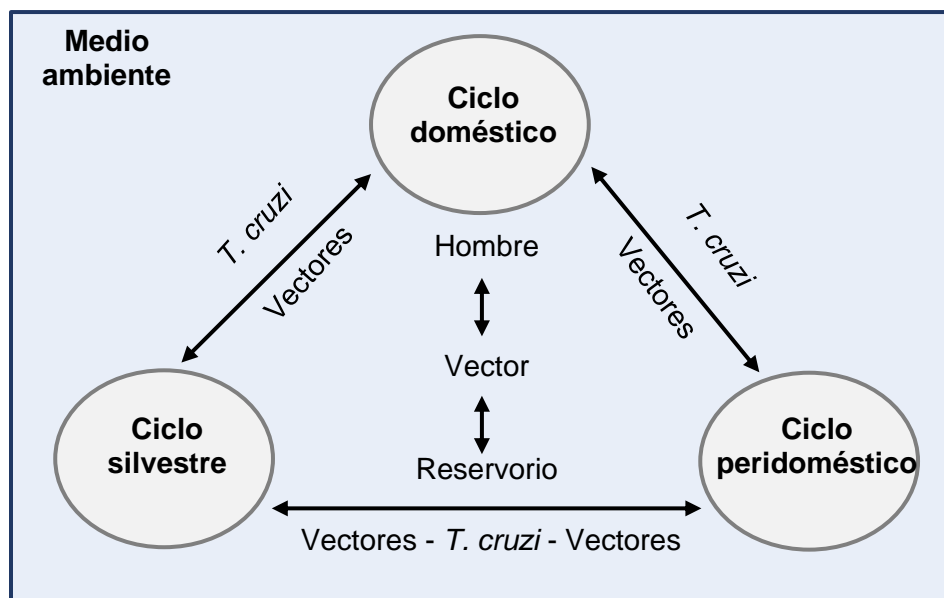 Medio
ambiente
Ciclo
doméstico
T. cruzi
Vectores
T. cruzi
Vectores
Hombre
Vector
Reservorio
Ciclo
silvestre
Ciclo
peridoméstico
Vectores - T. cruzi - Vectores